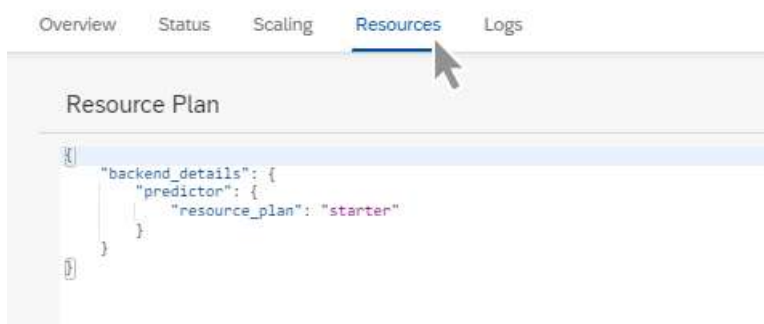 Overview Status Scaling Resources Logs
Resource Plan
{
"backend_details": {
"predictor": {
"resource_plan": "starter"
}
}
}